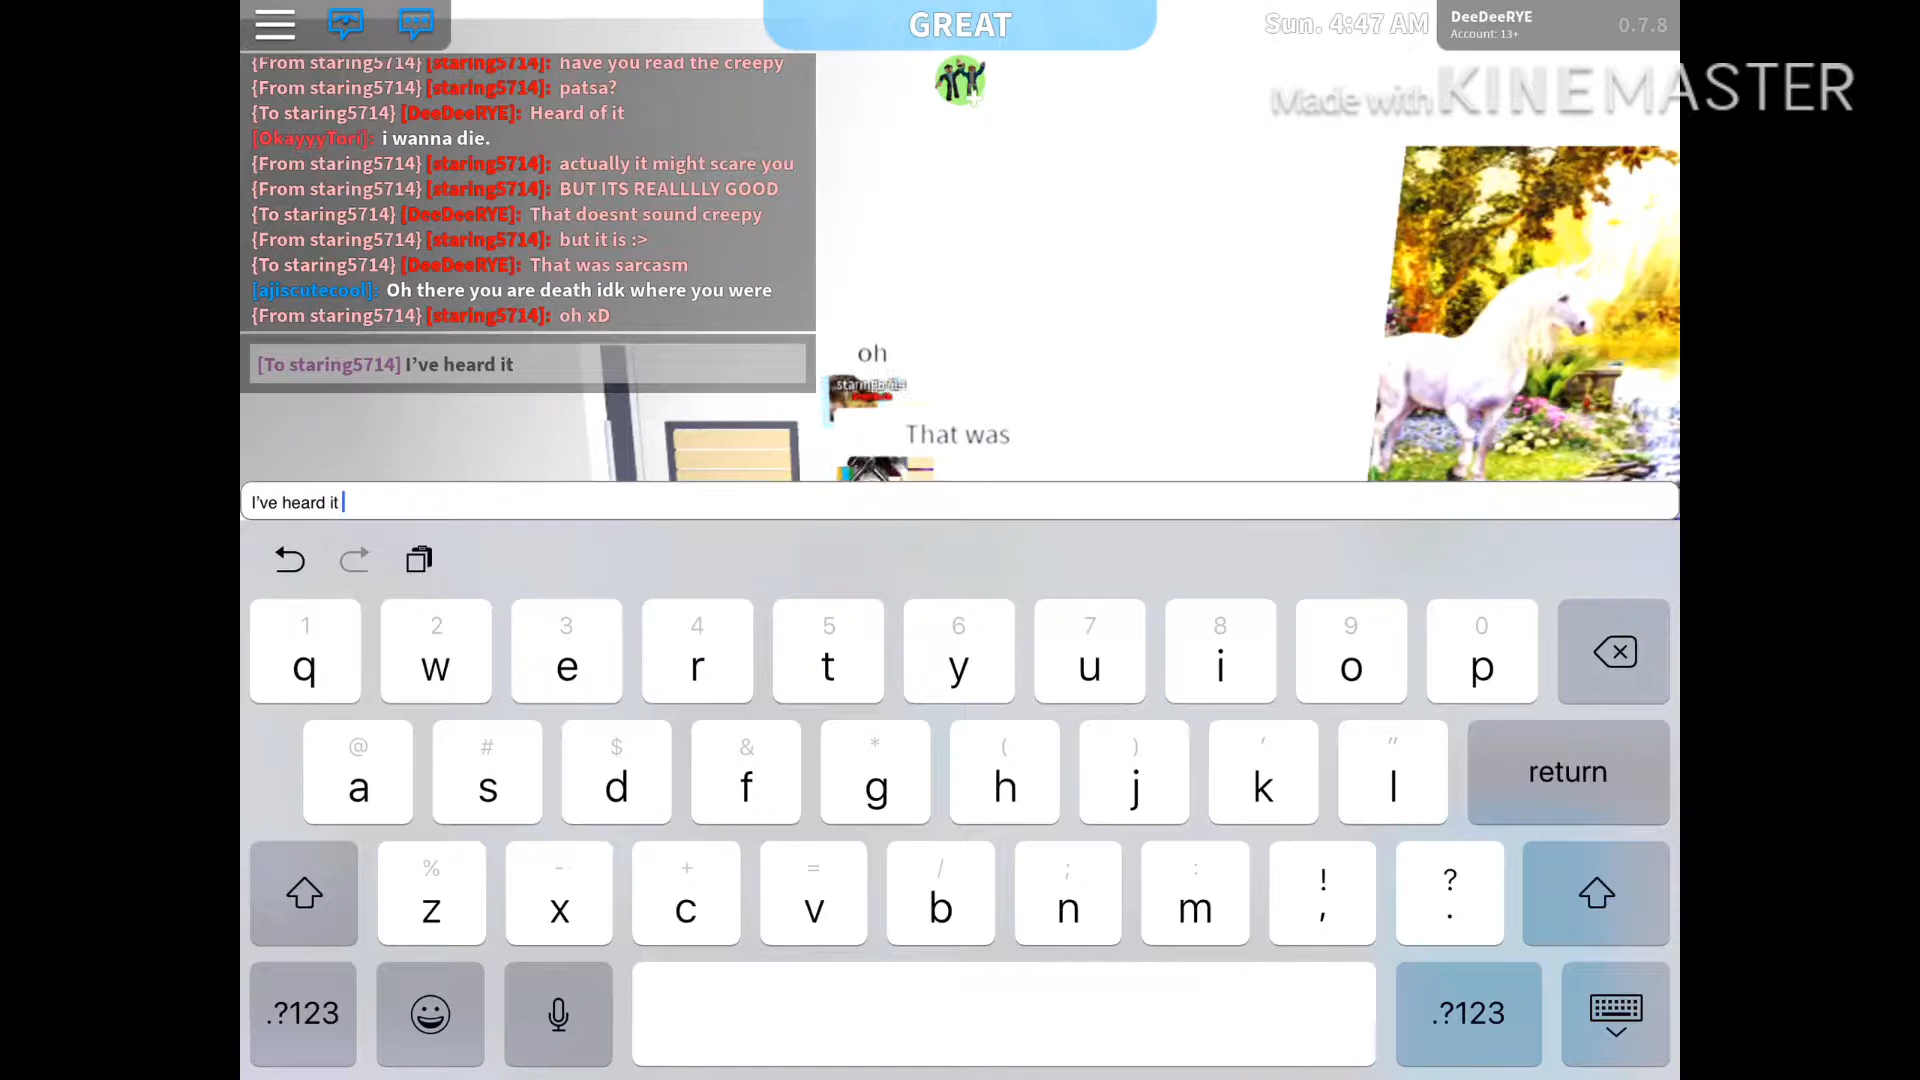 GREAT
Sun. 4:47 AM
DeeDeeRYE
Account: 13+
0.7.8
Made with KINEMASTER
{From staring5714} [staring5714]: have you read the creepy
{From staring5714} [staring5714]: patsa?
{To staring5714} [DeeDeeRYE]: Heard of it
[OkayyyTori]: i wanna die.
{From staring5714} [staring5714]: actually it might scare you
{From staring5714} [staring5714]: BUT ITS REALLLLY GOOD
{To staring5714} [DeeDeeRYE]: That doesnt sound creepy
{From staring5714} [staring5714]: but it is :>
{To staring5714} [DeeDeeRYE]: That was sarcasm
[ajiscutecool]: Oh there you are death idk where you were
{From staring5714} [staring5714]: oh xD
[To staring5714] I’ve heard it
oh
staring5714
That was
I’ve heard it
1 2 3 4 5 6 7 8 9 0
q w e r t y u i o p
@ # $ & * ( ) ' "
a s d f g h j k l return
% - + = / ; : ! ?
z x c v b n m , .
.?123 .?123